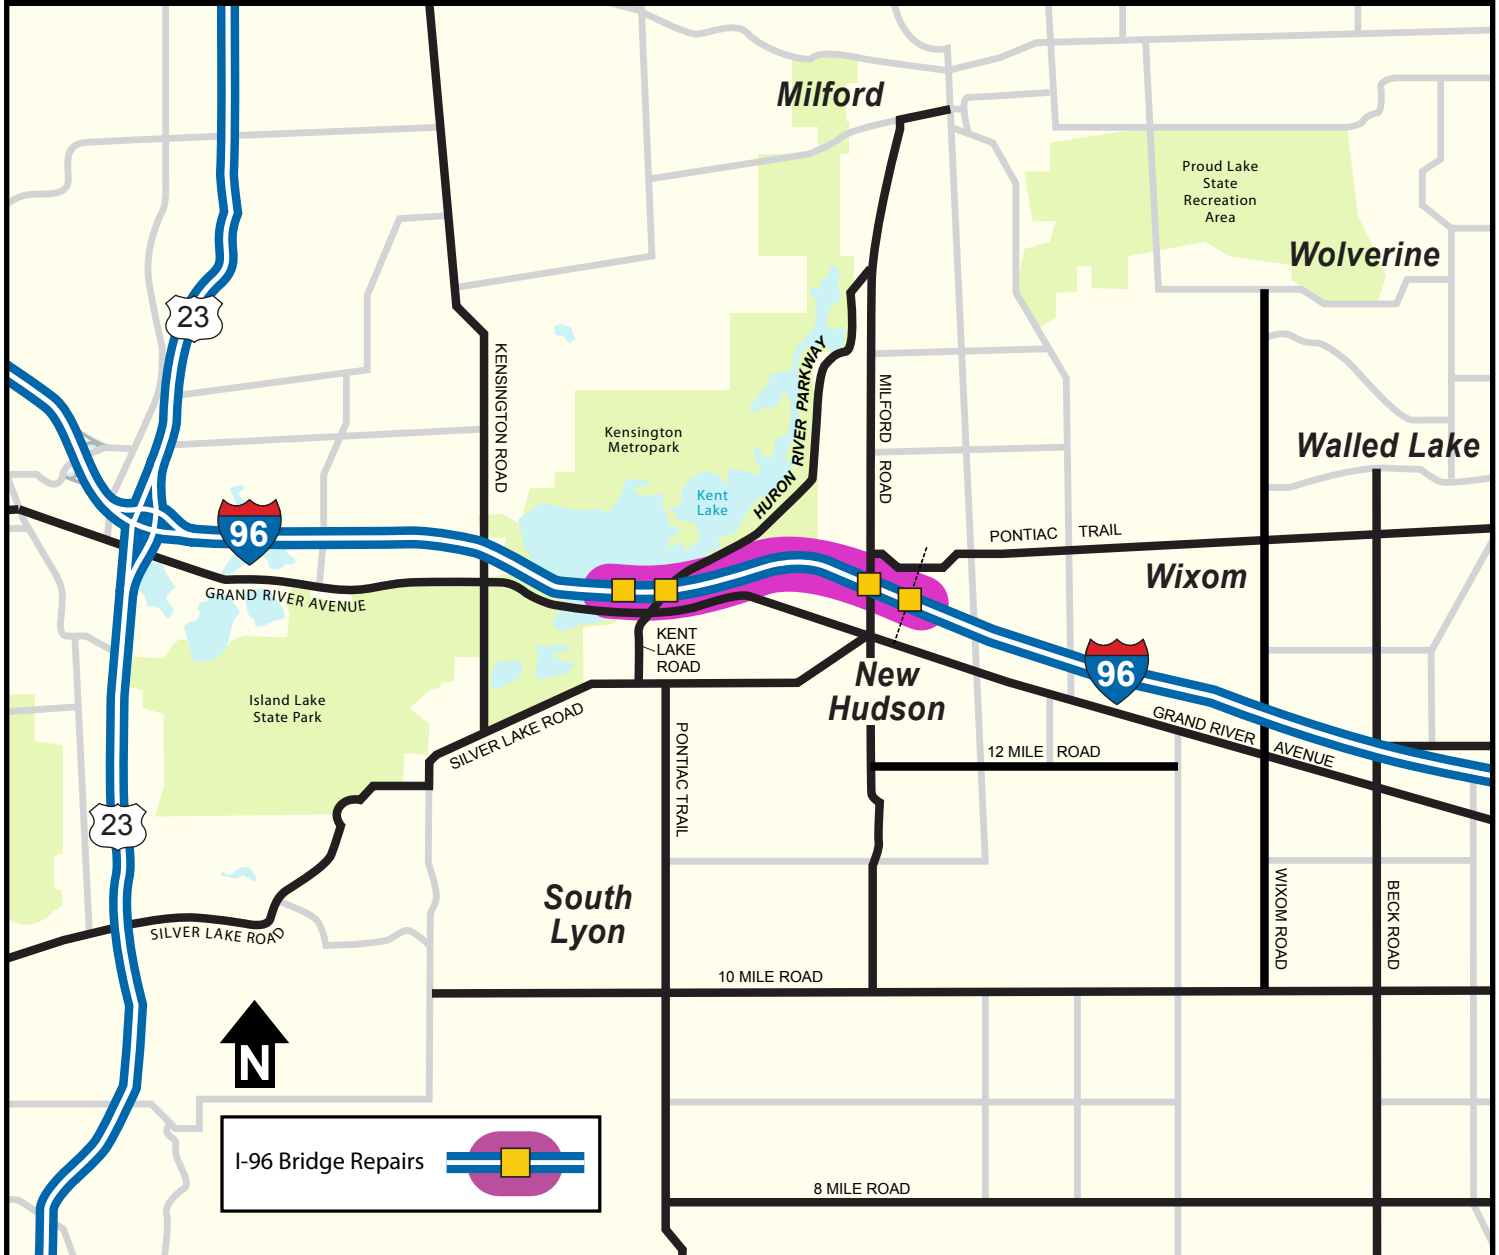 Milford
Proud Lake
State
Recreation
Area
Wolverine
23
KENSINGTON ROAD
HURON RIVER PARKWAY
MILFORD ROAD
Kensington
Metropark
Walled Lake
Kent
Lake
96
PONTIAC TRAIL
Wixom
GRAND RIVER AVENUE
KENT
LAKE
ROAD
96
New
Hudson
Island Lake
State Park
SILVER LAKE ROAD
GRAND RIVER AVENUE
12 MILE ROAD
PONTIAC TRAIL
23
South
Lyon
WIXOM ROAD
BECK ROAD
SILVER LAKE ROAD
10 MILE ROAD
N
I-96 Bridge Repairs
8 MILE ROAD